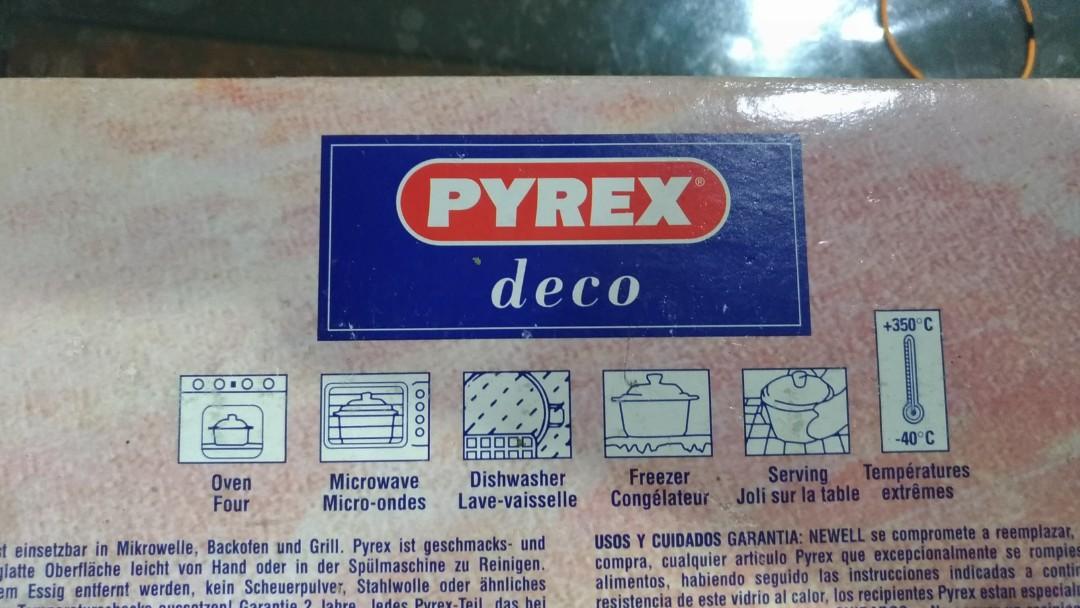 PYREX®
deco
+350°C
-40°C
Oven
Four
Microwave
Micro-ondes
Dishwasher
Lave-vaisselle
Freezer
Congélateur
Serving
Joli sur la table
Températures
extrêmes
einsetzbar in Mikrowelle, Backofen und Grill. Pyrex ist geschmacks- und
glatte Oberfläche leicht von Hand oder in der Spülmaschine zu Reinigen.
Essig entfernt werden, kein Scheuerpulver, Stahlwolle oder ähnliches
aussetzen! Garantie 2 Jahre. Jedes Pyrex-Teil, das bei
USOS Y CUIDADOS GARANTIA: NEWELL se compromete a reemplazar,
compra, cualquier articulo Pyrex que excepcionalmente se
alimentos, habiendo seguido las instrucciones indicadas a
resistencia de este vidrio al calor, los recipientes Pyrex estan